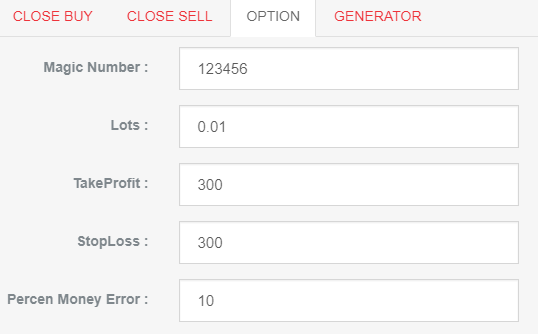 CLOSE BUY CLOSE SELL OPTION GENERATOR
Magic Number : 123456
Lots : 0.01
TakeProfit : 300
StopLoss : 300
Percen Money Error : 10